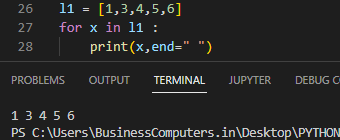 26 l1 = [1,3,4,5,6]
27 for x in l1 :
28 print(x,end=" ")
PROBLEMS OUTPUT TERMINAL JUPYTER DEBUG CO
1 3 4 5 6
PS C:\Users\BusinessComputers.in\Desktop\PYTHON